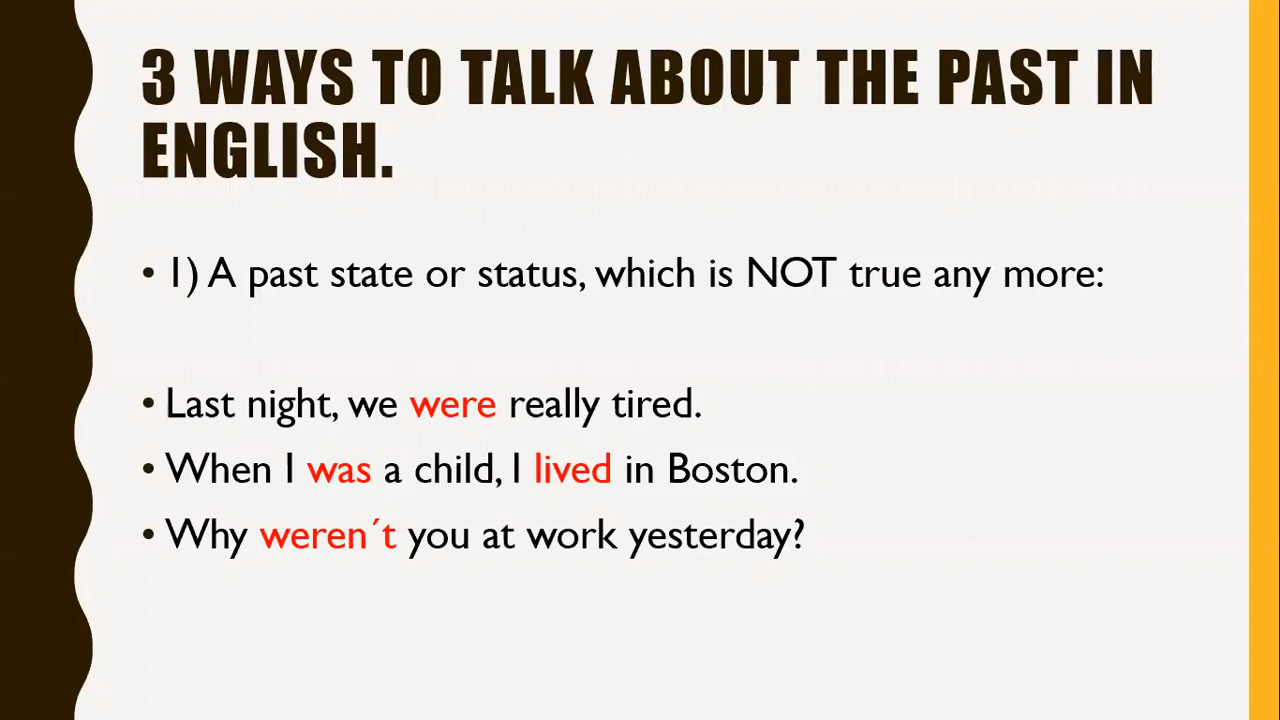 3 WAYS TO TALK ABOUT THE PAST IN
ENGLISH.
• 1) A past state or status, which is NOT true any more:
• Last night, we were really tired.
• When I was a child, I lived in Boston.
• Why weren´t you at work yesterday?